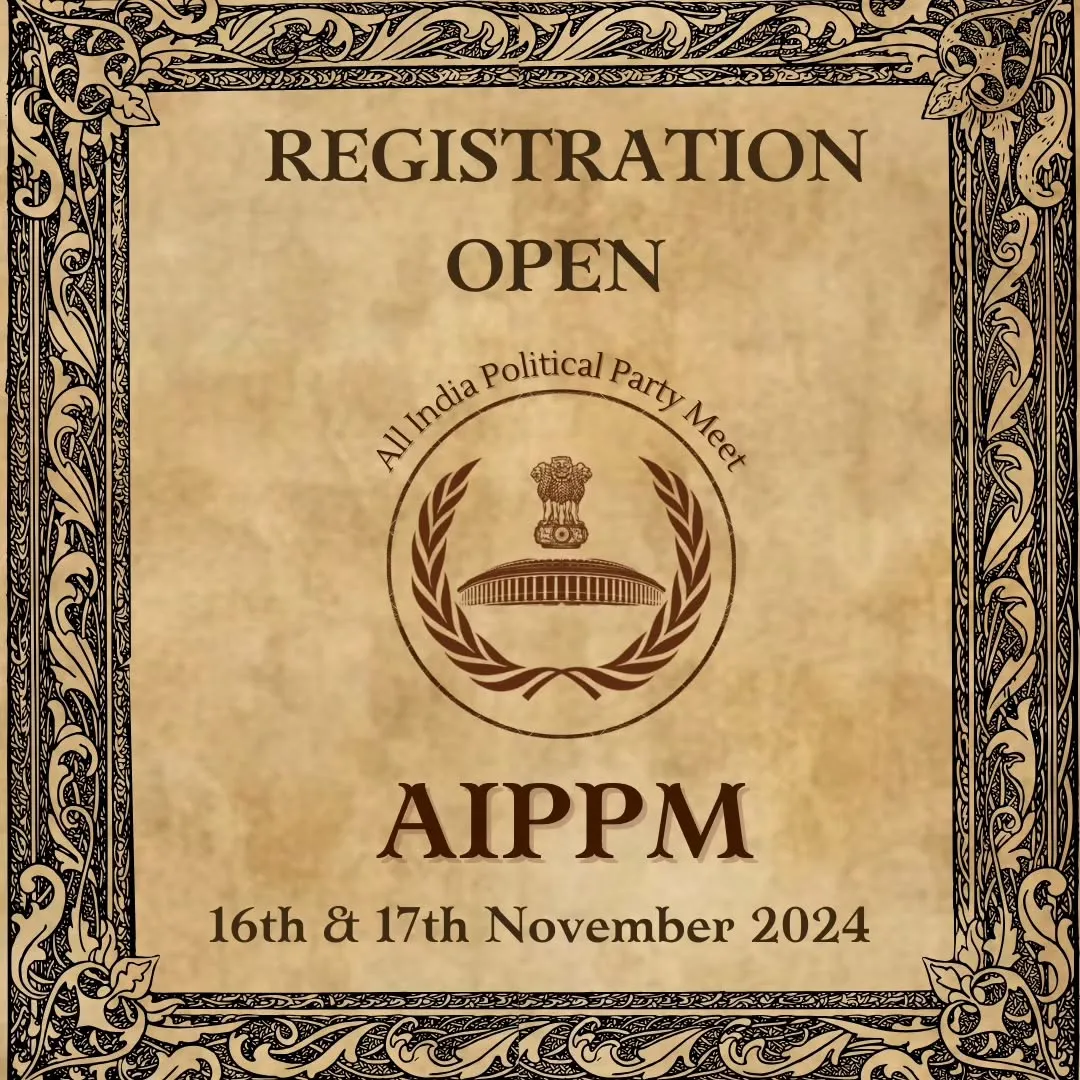 REGISTRATION
OPEN
All India Political Party Meet
AIPPM
16th & 17th November 2024